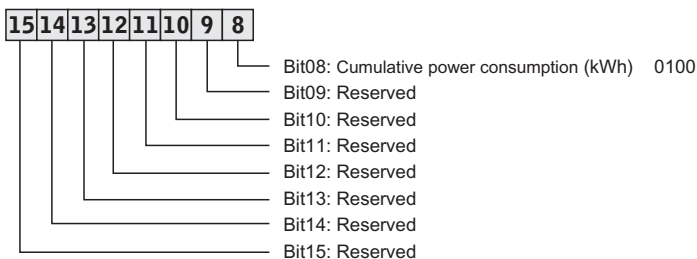 15 14 13 12 11 10 9 8
Bit08: Cumulative power consumption (kWh) 0100
Bit09: Reserved
Bit10: Reserved
Bit11: Reserved
Bit12: Reserved
Bit13: Reserved
Bit14: Reserved
Bit15: Reserved